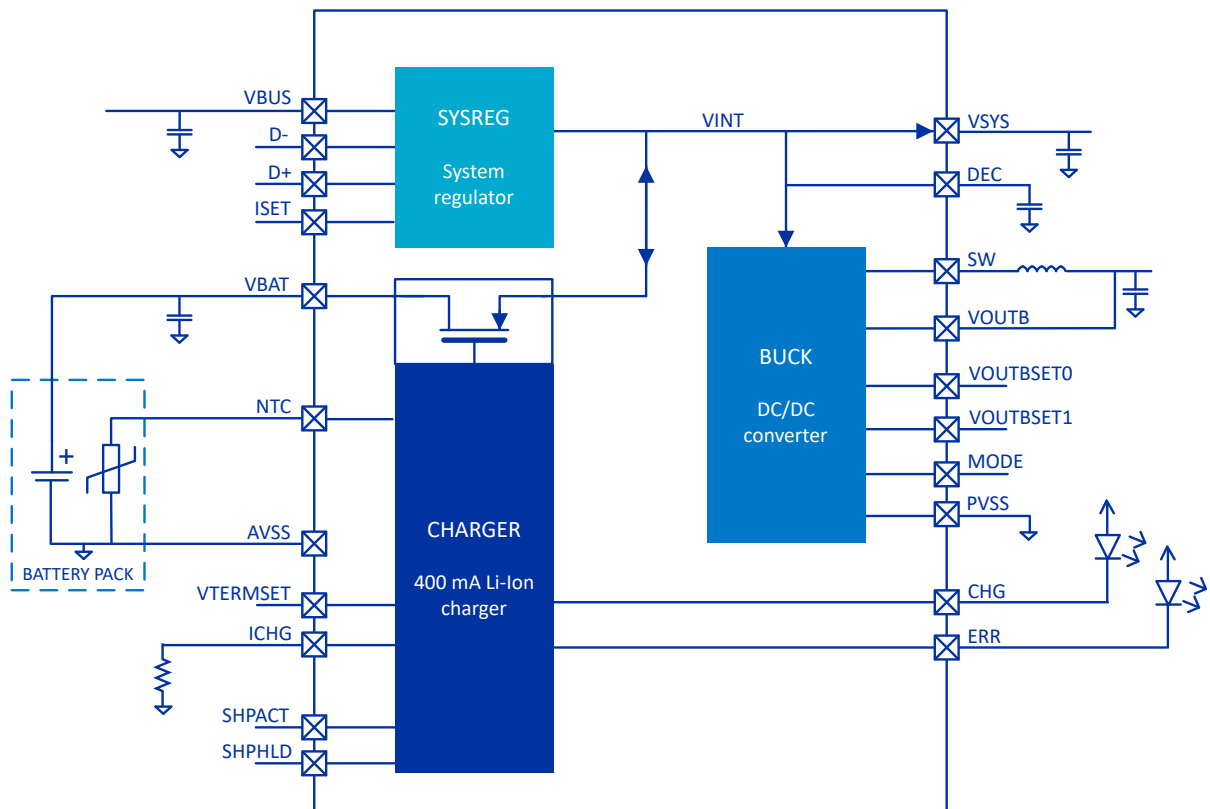 VBUS
D-
D+
ISET
SYSREG
System
regulator
VINT
VSYS
DEC
VBAT
SW
VOUTB
VOUTBSET0
VOUTBSET1
MODE
PVSS
BUCK
DC/DC
converter
NTC
+
AVSS
BATTERY PACK
VTERMSET
ICHG
SHPACT
SHPHLD
CHARGER
400 mA Li-Ion
charger
CHG
ERR